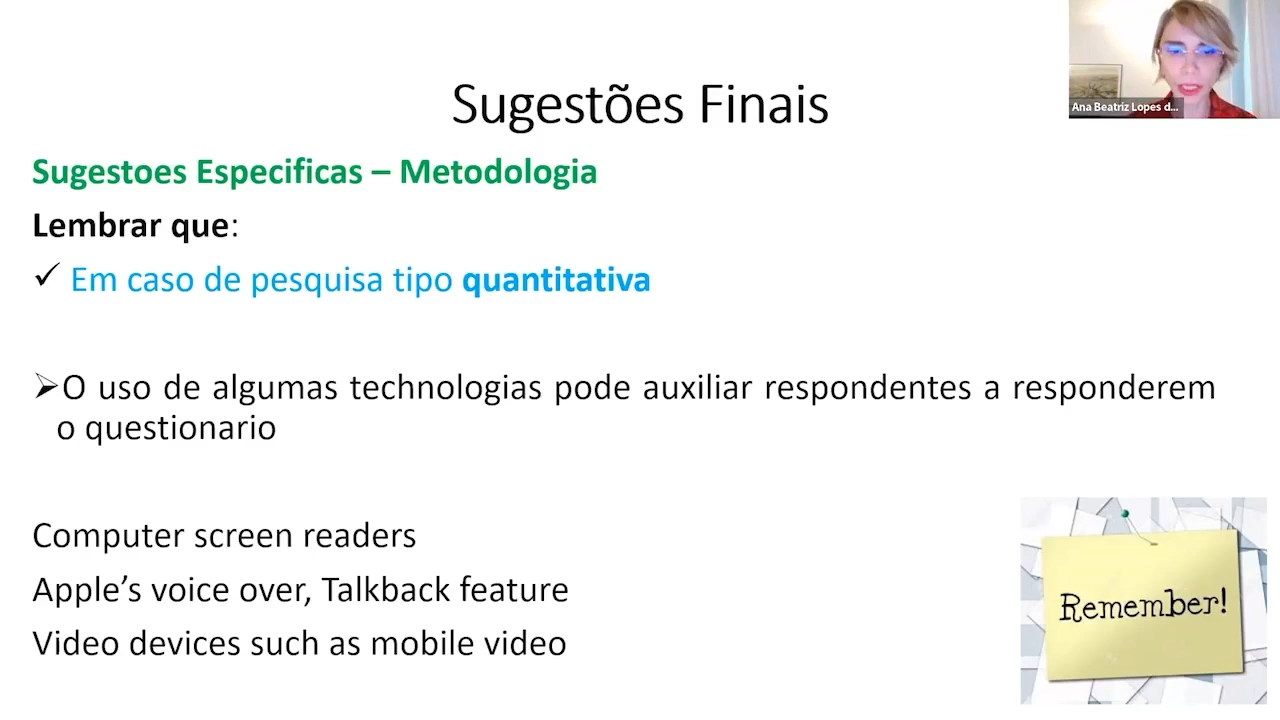 Sugestões Finais
Ana Beatriz Lopes d...
Sugestoes Especificas – Metodologia
Lembrar que:
✓ Em caso de pesquisa tipo quantitativa
➢O uso de algumas technologias pode auxiliar respondentes a responderem
o questionario
Computer screen readers
Apple’s voice over, Talkback feature
Video devices such as mobile video
Remember!